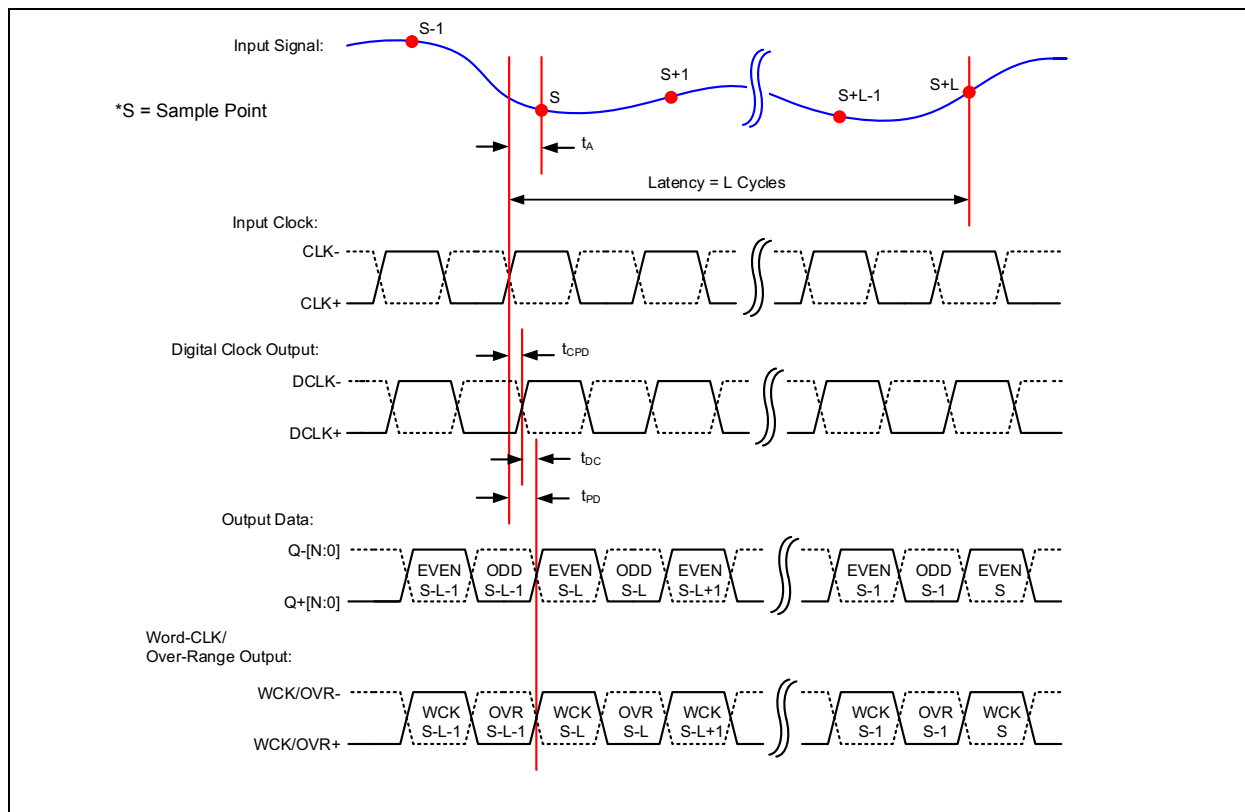 S-1
Input Signal:
S+1
S+L
S
S+L-1
*S = Sample Point
tA
Latency = L Cycles
Input Clock:
CLK-
CLK+
tCPD
Digital Clock Output:
DCLK-
DCLK+
tDC
tPD
Output Data:
Q-[N:0]
EVEN ODD EVEN ODD EVEN EVEN ODD EVEN
S-L-1 S-L-1 S-L S-L S-L+1 S-1 S-1 S
Q+[N:0]
Word-CLK/
Over-Range Output:
WCK/OVR-
WCK OVR WCK OVR WCK WCK OVR WCK
S-L-1 S-L-1 S-L S-L S-L+1 S-1 S-1 S
WCK/OVR+